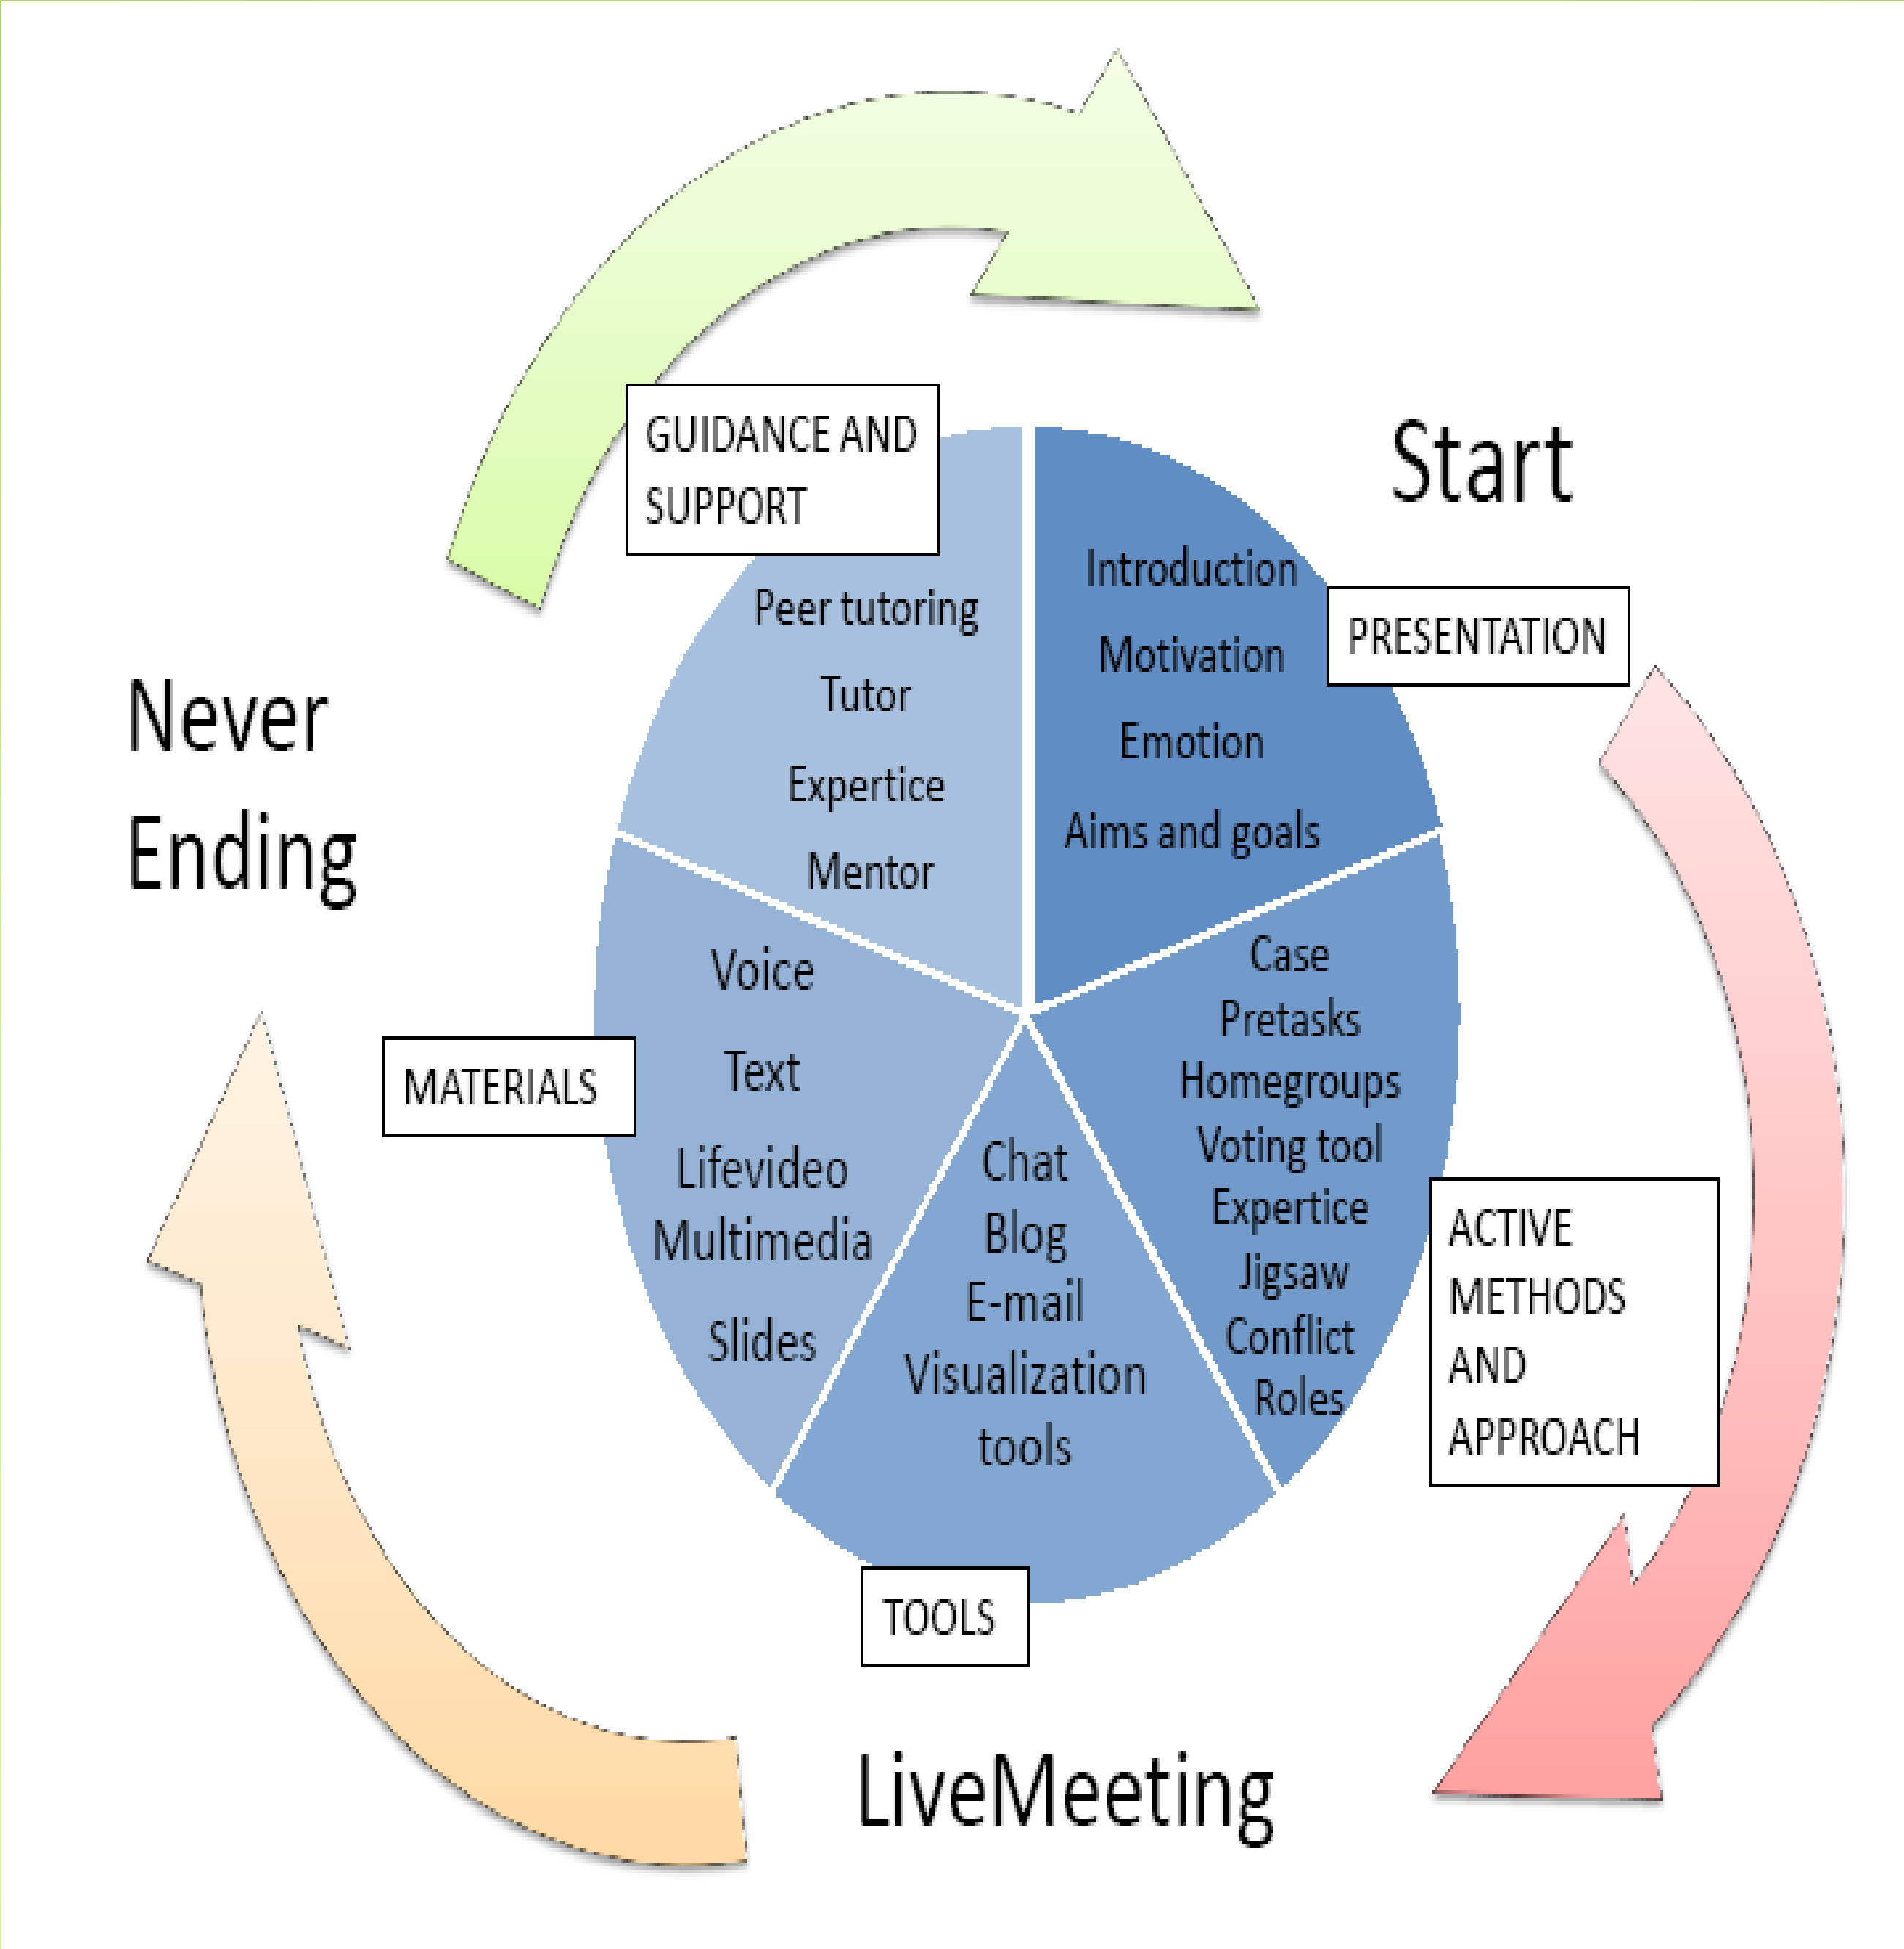 Start
PRESENTATION
Introduction
Motivation
Emotion
Aims and goals
ACTIVE
METHODS
AND
APPROACH
Case
Pretasks
Homegroups
Voting tool
Expertice
Jigsaw
Conflict
Roles
LiveMeeting
TOOLS
Chat
Blog
E-mail
Visualization
tools
Never
Ending
MATERIALS
Voice
Text
Lifevideo
Multimedia
Slides
GUIDANCE AND
SUPPORT
Peer tutoring
Tutor
Expertice
Mentor